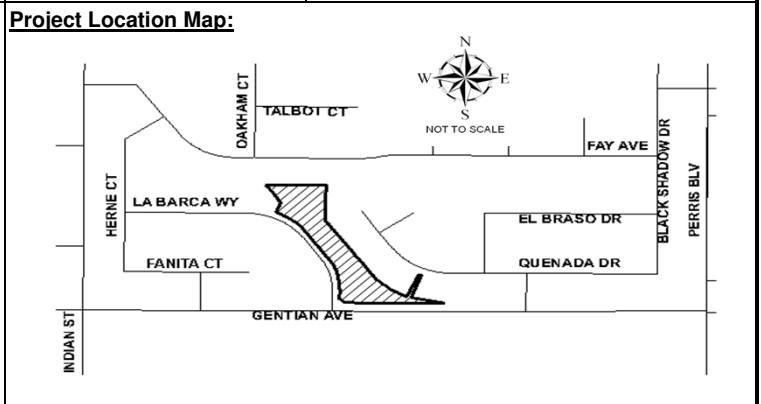 Project Location Map:
N
W
E
S
NOT TO SCALE
OAKHAM CT
TALBOT CT
FAY AVE
BLACK SHADOW DR
PERRIS BLV
HERNE CT
LA BARCA WY
EL BRASO DR
FANITA CT
QUENADA DR
GENTIAN AVE
INDIAN ST